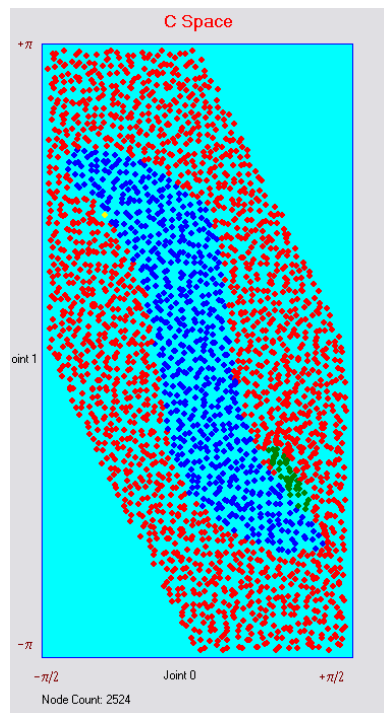 C Space
+π
oint 1
-π
-π/2 Joint 0 +π/2
Node Count: 2524